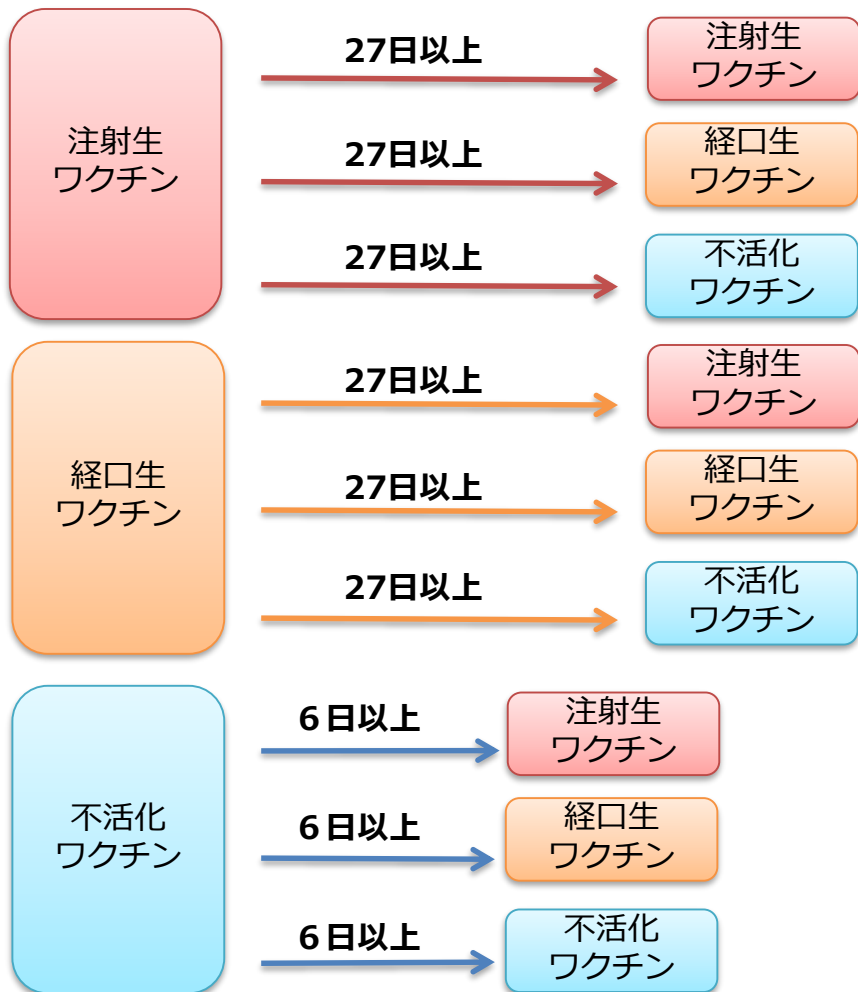 注射生
ワクチン
27日以上
注射生
ワクチン
27日以上
経口生
ワクチン
27日以上
不活化
ワクチン
経口生
ワクチン
27日以上
注射生
ワクチン
27日以上
経口生
ワクチン
27日以上
不活化
ワクチン
不活化
ワクチン
6日以上
注射生
ワクチン
6日以上
経口生
ワクチン
6日以上
不活化
ワクチン